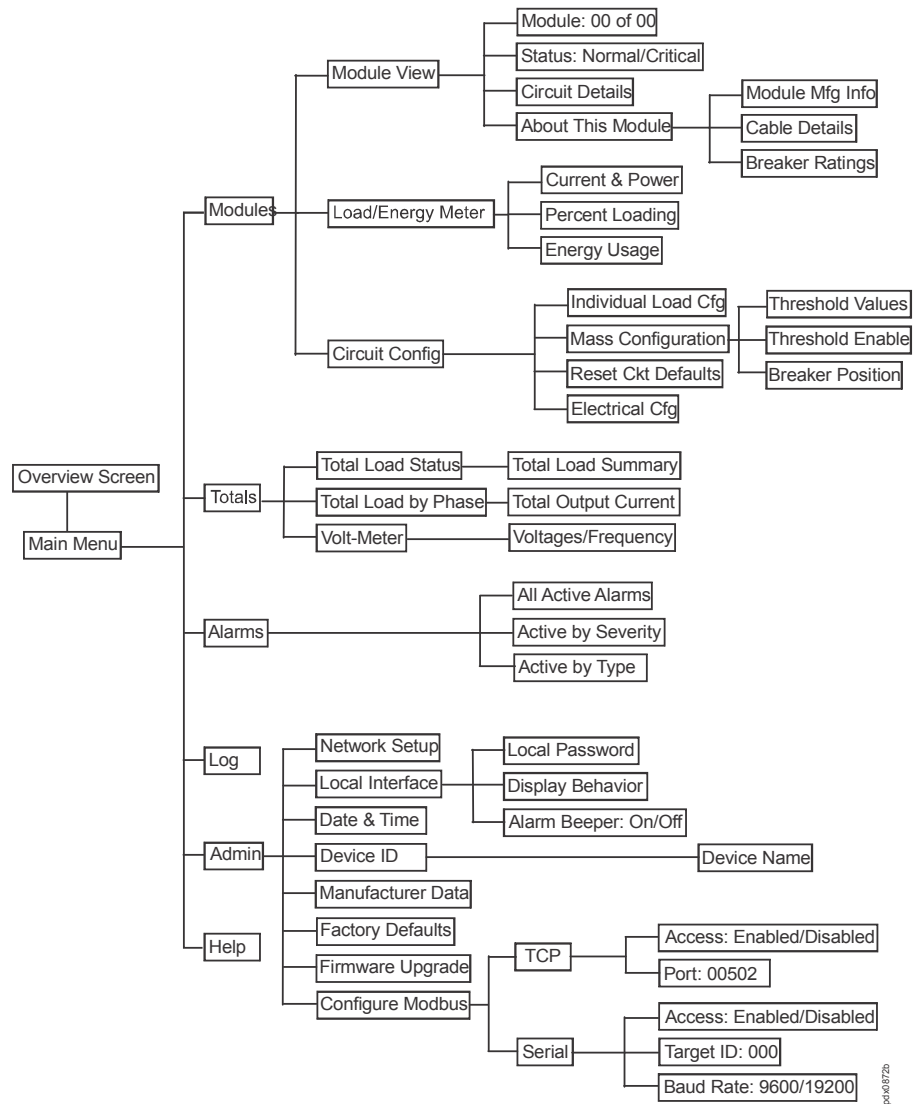 Overview Screen
Main Menu
Modules
Module View
Module: 00 of 00
Status: Normal/Critical
Circuit Details
About This Module
Module Mfg Info
Cable Details
Breaker Ratings
Load/Energy Meter
Current & Power
Percent Loading
Energy Usage
Circuit Config
Individual Load Cfg
Mass Configuration
Threshold Values
Threshold Enable
Breaker Position
Reset Ckt Defaults
Electrical Cfg
Totals
Total Load Status
Total Load Summary
Total Load by Phase
Total Output Current
Volt-Meter
Voltages/Frequency
Alarms
All Active Alarms
Active by Severity
Active by Type
Log
Admin
Network Setup
Local Interface
Local Password
Display Behavior
Alarm Beeper: On/Off
Date & Time
Device ID
Device Name
Manufacturer Data
Factory Defaults
Firmware Upgrade
Configure Modbus
TCP
Access: Enabled/Disabled
Port: 00502
Serial
Access: Enabled/Disabled
Target ID: 000
Baud Rate: 9600/19200
Help
pdx0872b